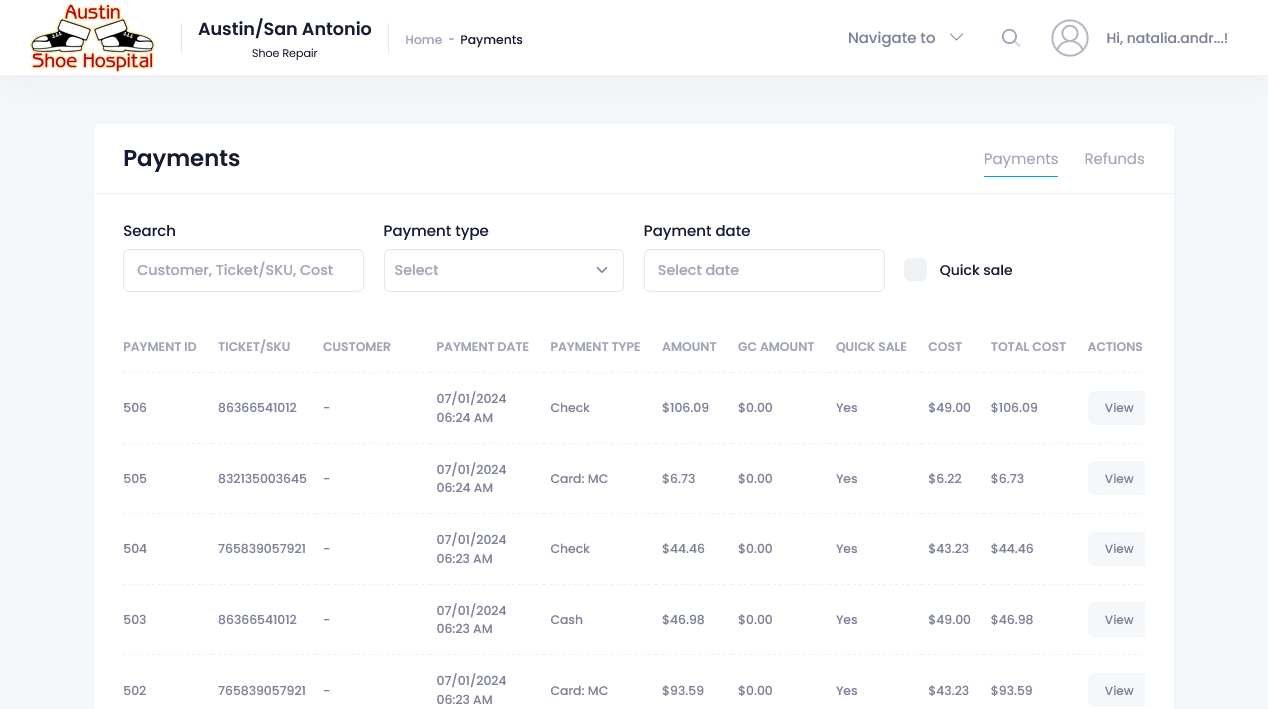 Austin
Shoe Hospital
Austin/San Antonio
Shoe Repair
Home - Payments
Navigate to
Hi, natalia.andr...!
Payments
Payments Refunds
Search Payment type Payment date
Customer, Ticket/SKU, Cost Select Select date Quick sale
PAYMENT ID TICKET/SKU CUSTOMER PAYMENT DATE PAYMENT TYPE AMOUNT GC AMOUNT QUICK SALE COST TOTAL COST ACTIONS
506 86366541012 - 07/01/2024 06:24 AM Check $106.09 $0.00 Yes $49.00 $106.09 View
505 832135003645 - 07/01/2024 06:24 AM Card: MC $6.73 $0.00 Yes $6.22 $6.73 View
504 765839057921 - 07/01/2024 06:23 AM Check $44.46 $0.00 Yes $43.23 $44.46 View
503 86366541012 - 07/01/2024 06:23 AM Cash $46.98 $0.00 Yes $49.00 $46.98 View
502 765839057921 - 07/01/2024 06:23 AM Card: MC $93.59 $0.00 Yes $43.23 $93.59 View